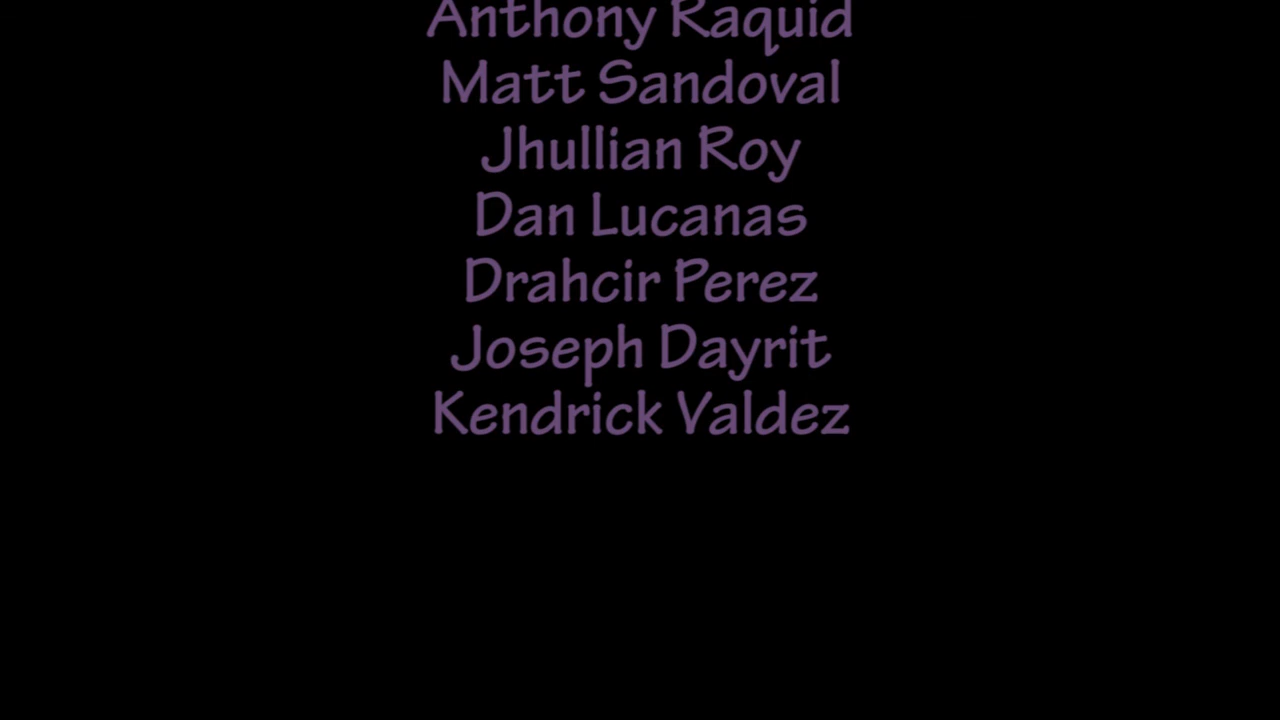 Anthony Raquid
Matt Sandoval
Jhullian Roy
Dan Lucanas
Drahcir Perez
Joseph Dayrit
Kendrick Valdez